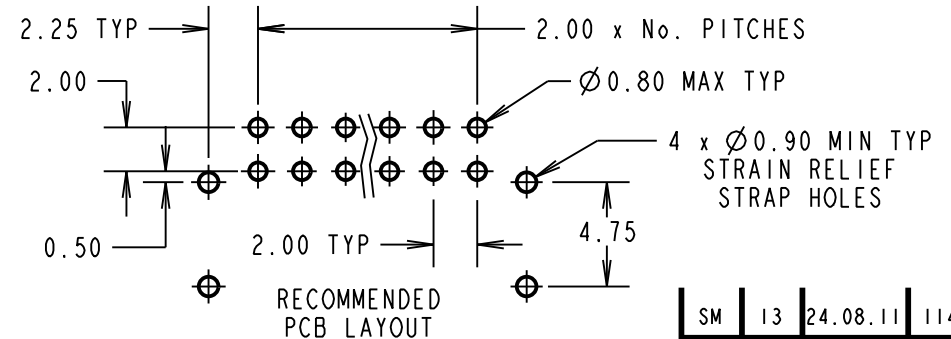 2.25 TYP
2.00 x No. PITCHES
2.00
Ø0.80 MAX TYP
4 x Ø0.90 MIN TYP
STRAIN RELIEF
STRAP HOLES
0.50
2.00 TYP
4.75
RECOMMENDED
PCB LAYOUT
SM 13 24.08.11